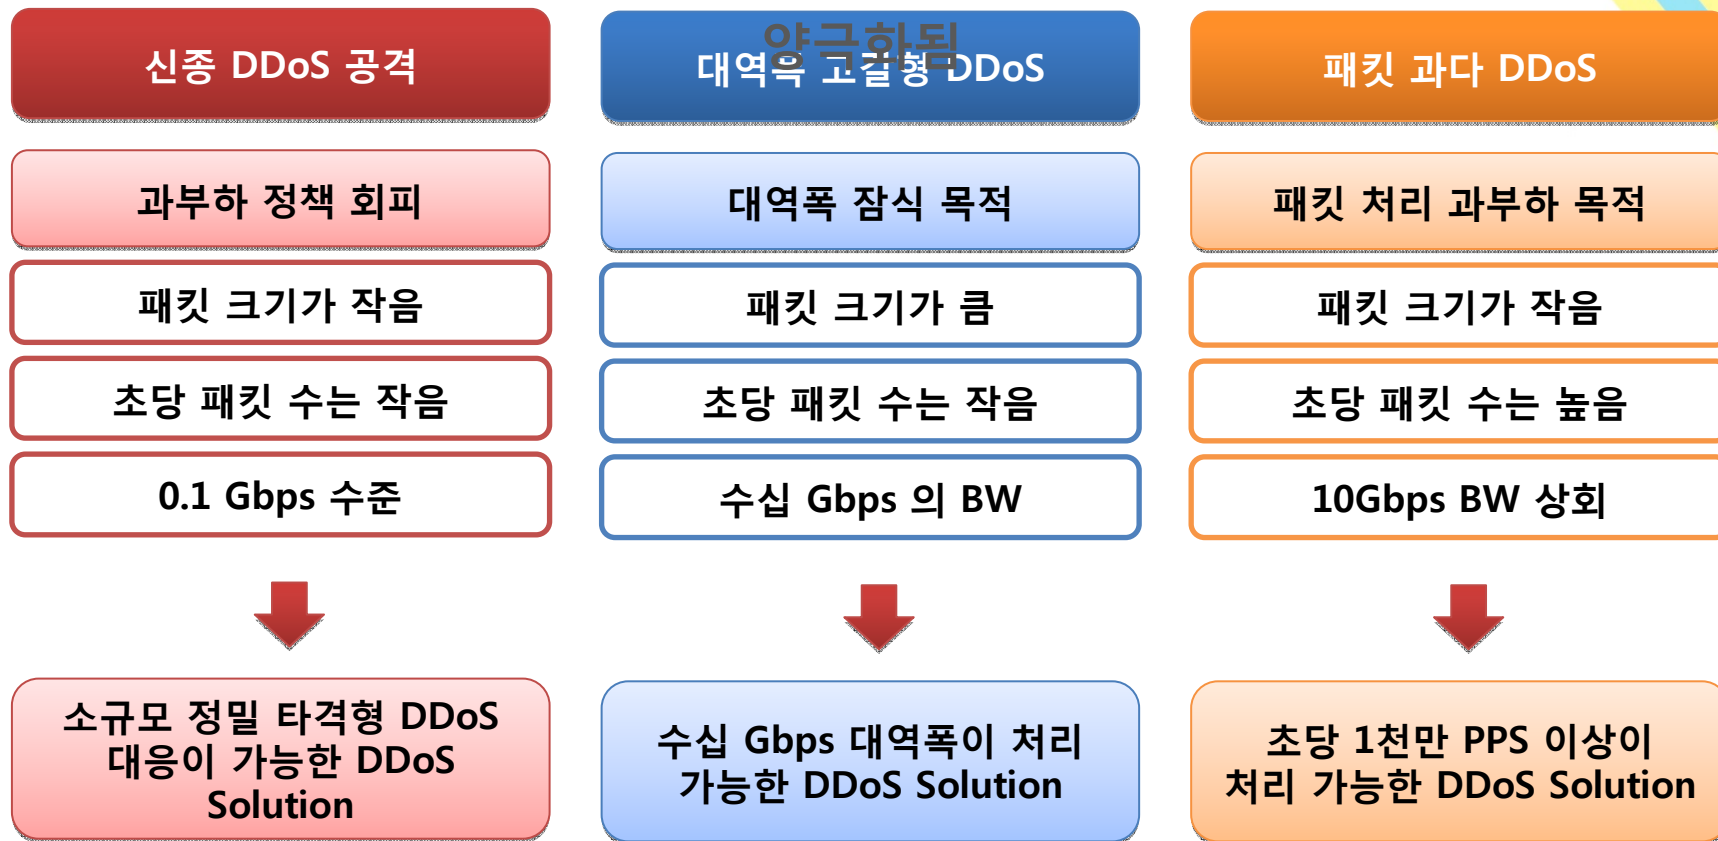 양극화됨
신종 DDoS 공격
대역폭 고갈형 DDoS
패킷 과다 DDoS
과부하 정책 회피
대역폭 잠식 목적
패킷 처리 과부하 목적
패킷 크기가 작음
패킷 크기가 큼
패킷 크기가 작음
초당 패킷 수는 작음
초당 패킷 수는 작음
초당 패킷 수는 높음
0.1 Gbps 수준
수십 Gbps 의 BW
10Gbps BW 상회
소규모 정밀 타격형 DDoS
대응이 가능한 DDoS
Solution
수십 Gbps 대역폭이 처리
가능한 DDoS Solution
초당 1천만 PPS 이상이
처리 가능한 DDoS Solution